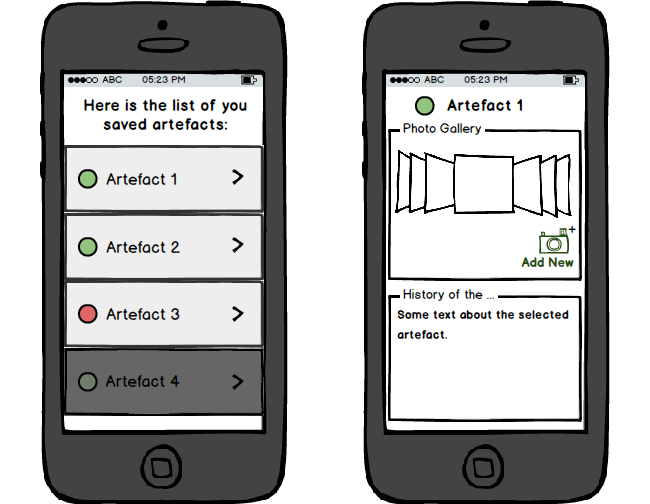 ABC 05:23 PM
Here is the list of you
saved artefacts:
Artefact 1
Artefact 2
Artefact 3
Artefact 4
ABC 05:23 PM
Artefact 1
Photo Gallery
+
Add New
History of the ...
Some text about the selected
artefact.